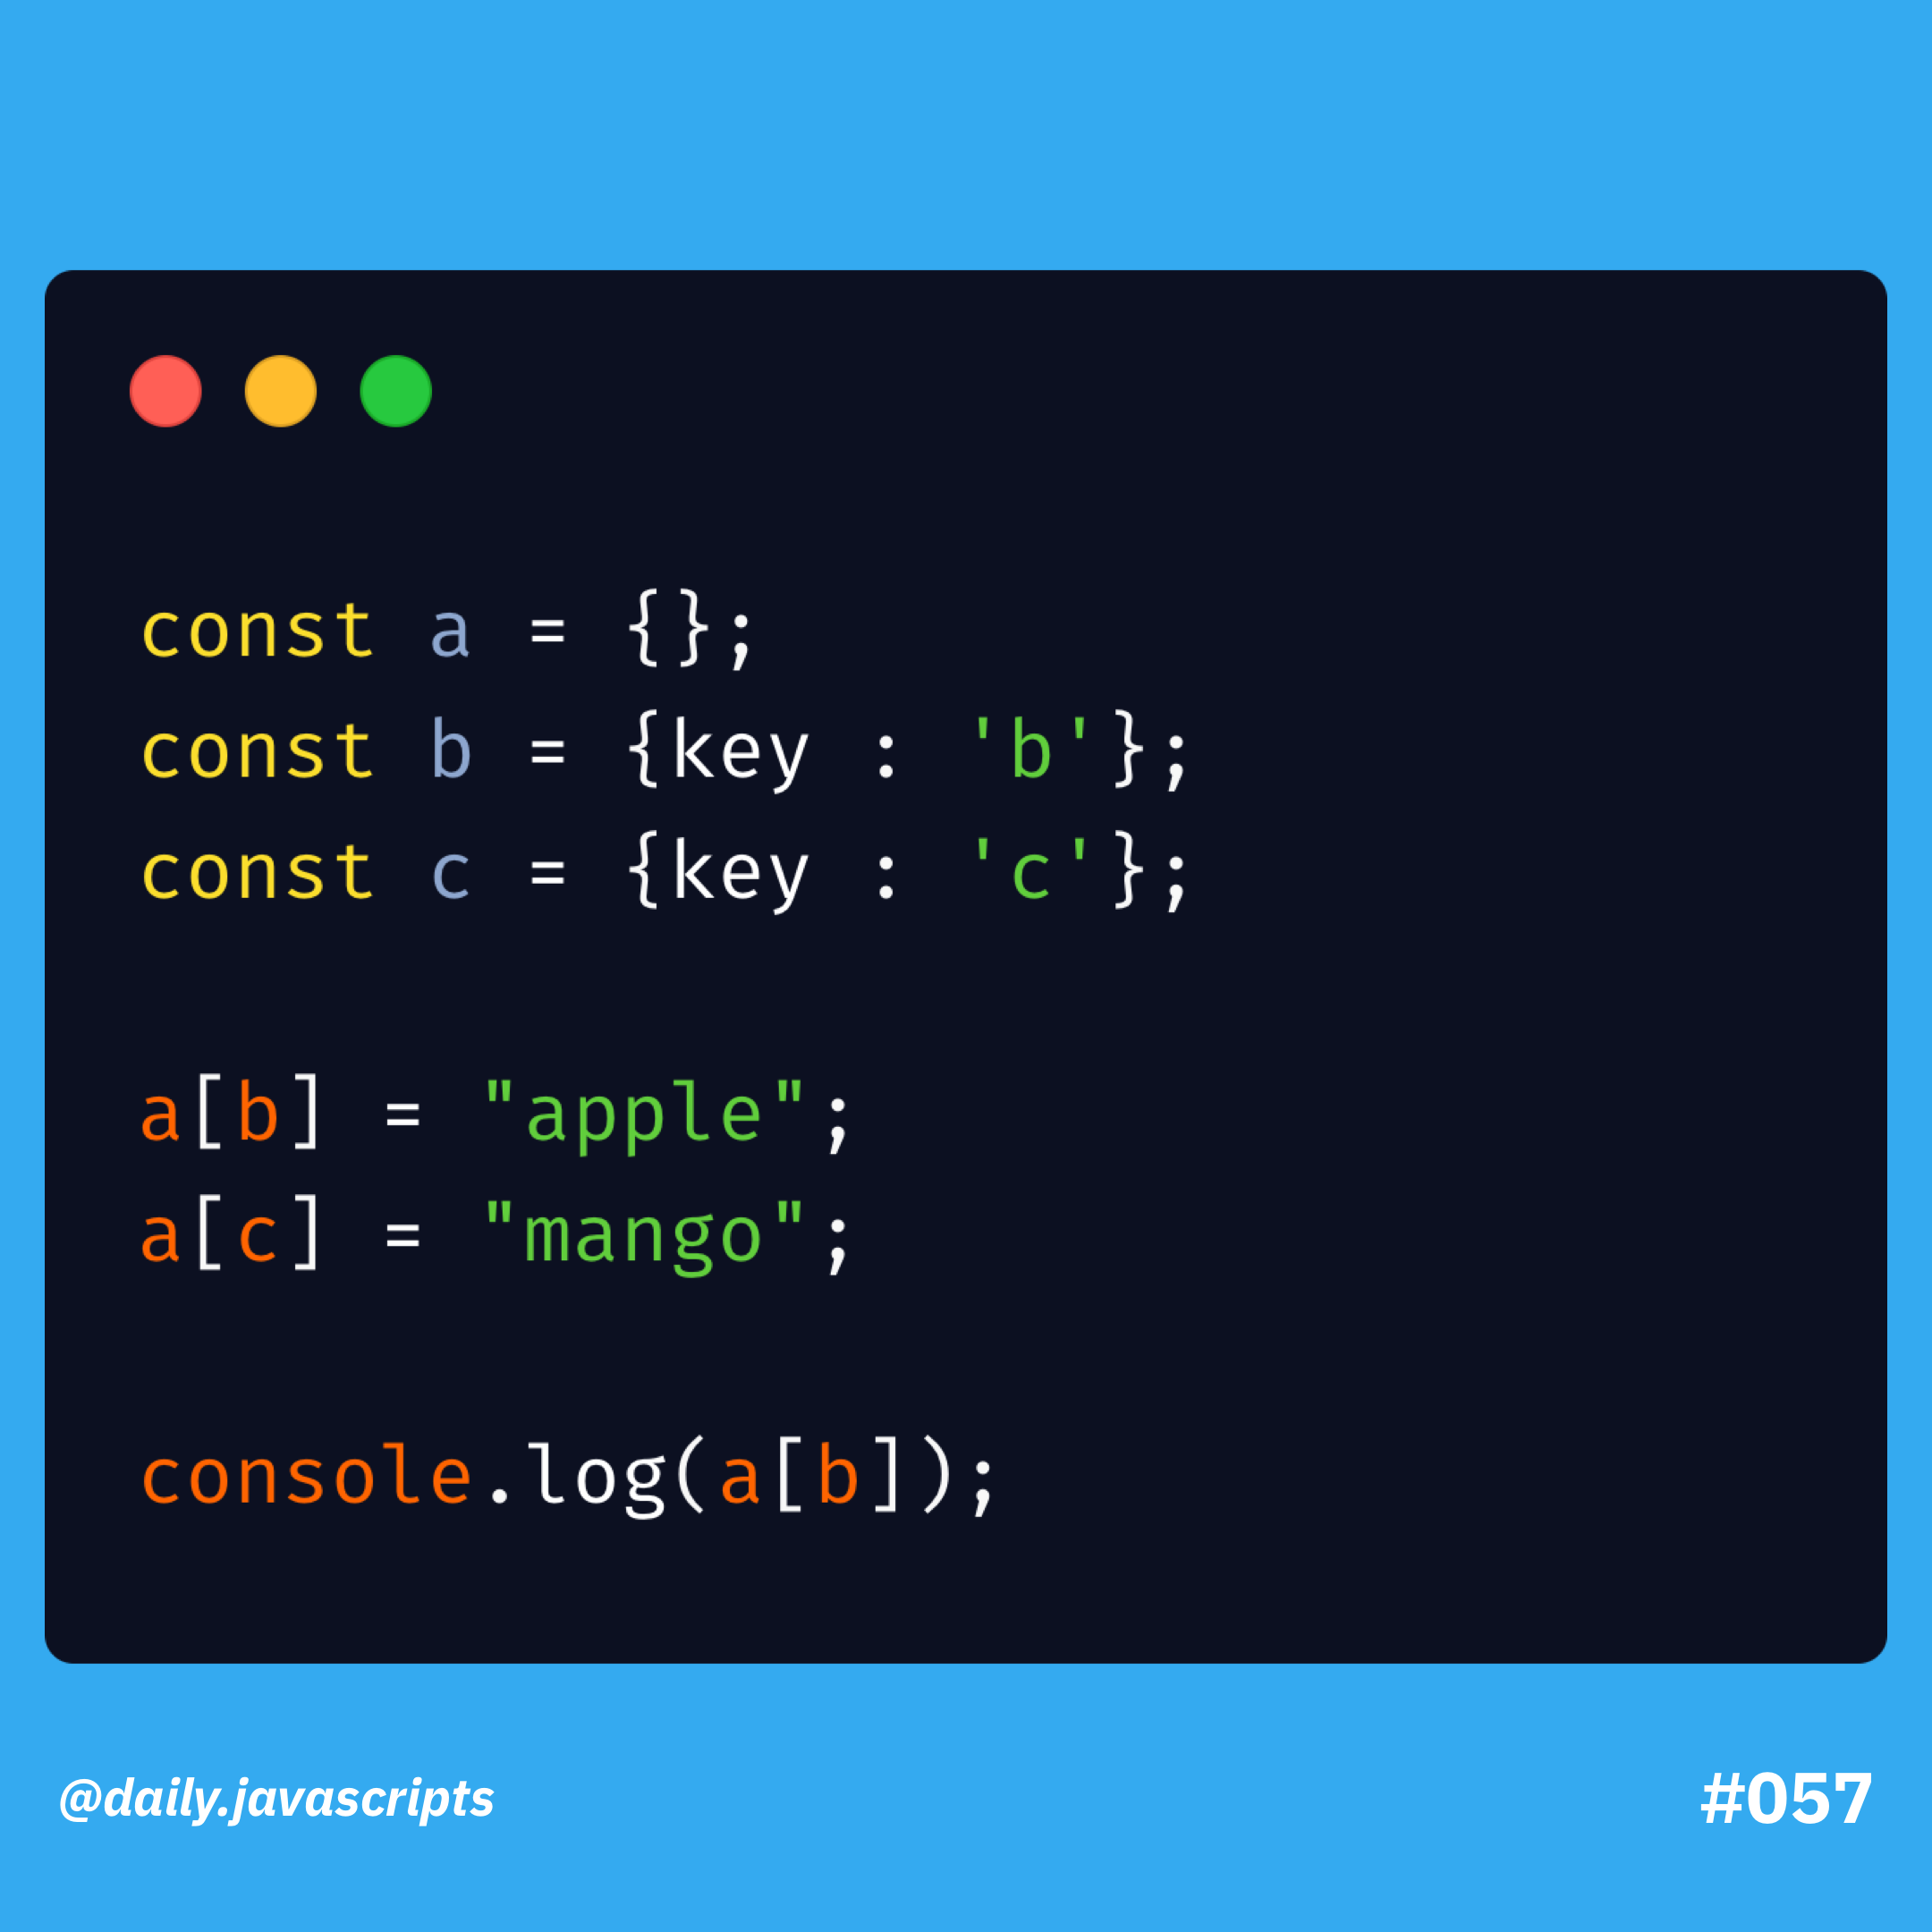 const a = {};
const b = {key : 'b'};
const c = {key : 'c'};
a[b] = "apple";
a[c] = "mango";
console.log(a[b]);
@daily.javascripts
#057